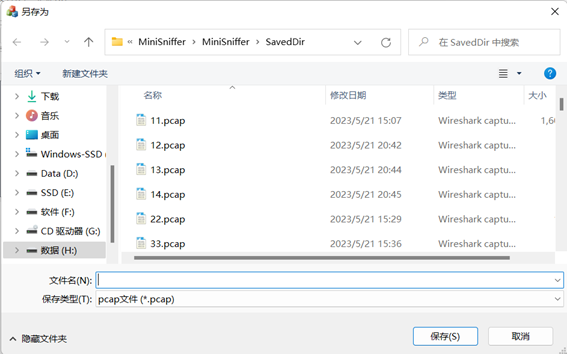 另存为
« MiniSniffer › MiniSniffer › SavedDir
在 SavedDir 中搜索
组织 新建文件夹
名称 修改日期 类型 大小
下载
音乐
桌面
Windows-SSD (
Data (D:)
SSD (E:)
软件 (F:)
CD 驱动器 (G:)
数据 (H:)
11.pcap 2023/5/21 15:07 Wireshark captu... 1,6
12.pcap 2023/5/21 20:42 Wireshark captu...
13.pcap 2023/5/21 20:44 Wireshark captu...
14.pcap 2023/5/21 20:45 Wireshark captu...
22.pcap 2023/5/21 15:29 Wireshark captu...
33.pcap 2023/5/21 15:36 Wireshark captu...
文件名(N):
保存类型(T): pcap文件 (*.pcap)
隐藏文件夹 保存(S) 取消